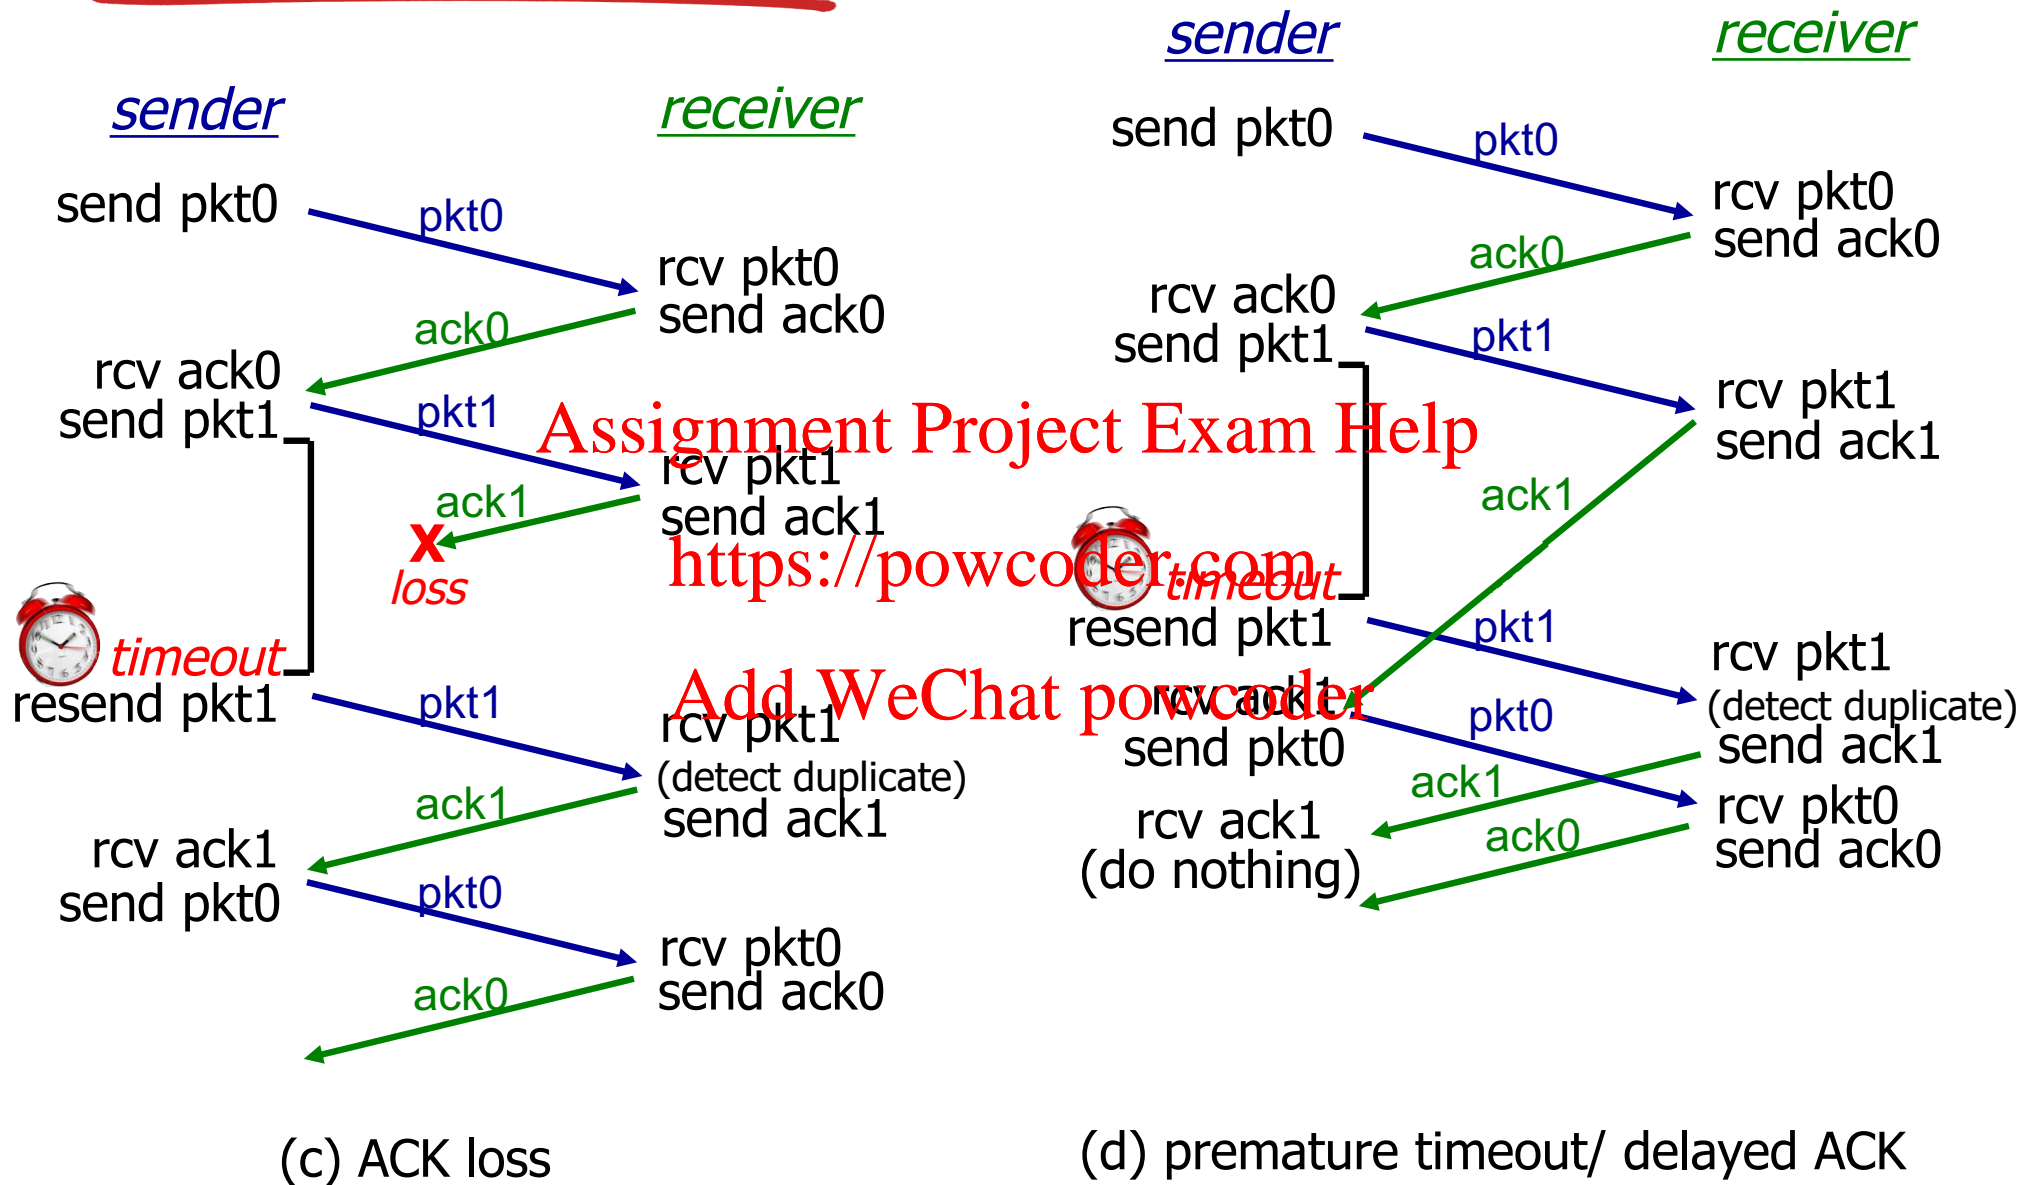 sender
receiver
send pkt0
pkt0
rcv pkt0
send ack0
ack0
rcv ack0
send pkt1
pkt1
rcv pkt1
send ack1
ack1
X
loss
timeout
resend pkt1
pkt1
rcv pkt1
(detect duplicate)
send ack1
ack1
rcv ack1
send pkt0
pkt0
rcv pkt0
send ack0
ack0
(c) ACK loss
sender
receiver
send pkt0
pkt0
rcv pkt0
send ack0
ack0
rcv ack0
send pkt1
pkt1
rcv pkt1
send ack1
ack1
timeout
resend pkt1
pkt1
rcv pkt1
(detect duplicate)
send ack1
rcv ack1
send pkt0
pkt0
ack1
rcv ack1
(do nothing)
rcv pkt0
send ack0
ack0
(d) premature timeout/ delayed ACK
Assignment Project Exam Help
https://powcoder.com
Add WeChat powcoder